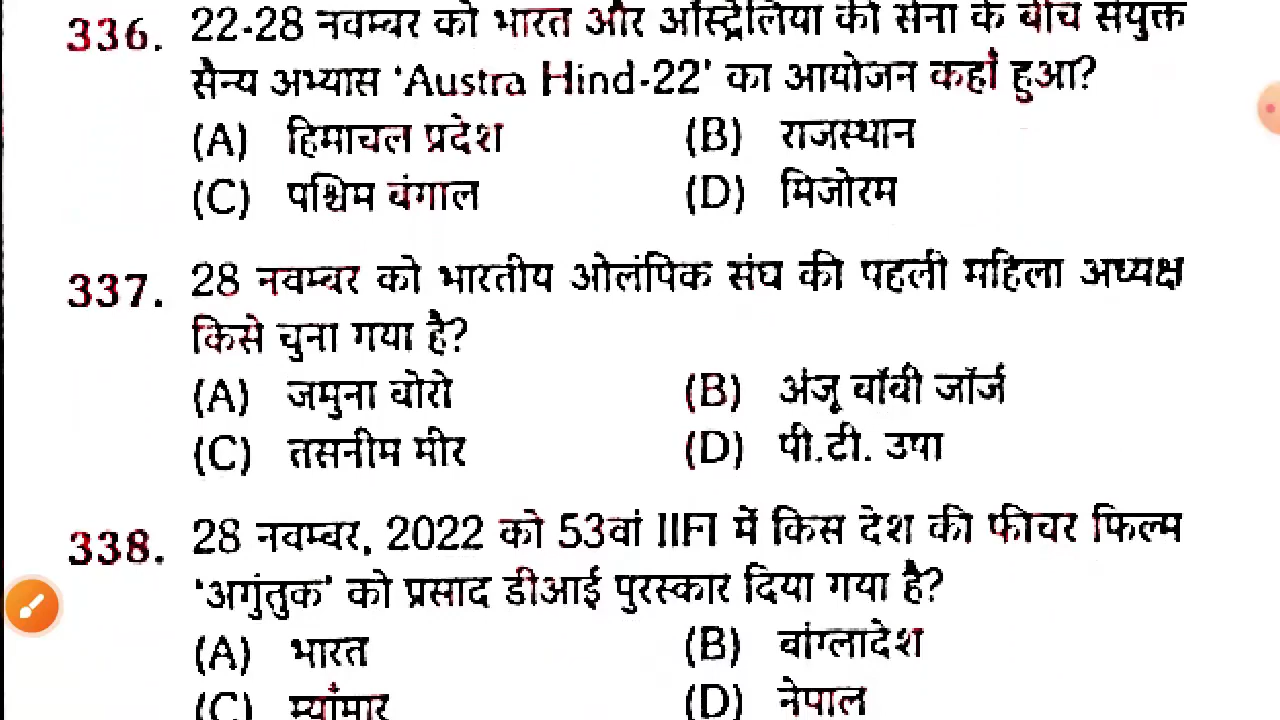 336. 22-28 नवम्बर को भारत और ऑस्ट्रेलिया की सेना के बीच संयुक्त
सैन्य अभ्यास 'Austra Hind-22' का आयोजन कहाँ हुआ?
(A) हिमाचल प्रदेश (B) राजस्थान
(C) पश्चिम बंगाल (D) मिजोरम
337. 28 नवम्बर को भारतीय ओलंपिक संघ की पहली महिला अध्यक्ष
किसे चुना गया है?
(A) जमुना बोरो (B) अंजू बॉबी जॉर्ज
(C) तसनीम मीर (D) पी.टी. उषा
338. 28 नवम्बर, 2022 को 53वां IIFI में किस देश की फीचर फिल्म
'अगुंतुक' को प्रसाद डीआई पुरस्कार दिया गया है?
(A) भारत (B) बांग्लादेश
(C) म्यांमार (D) नेपाल